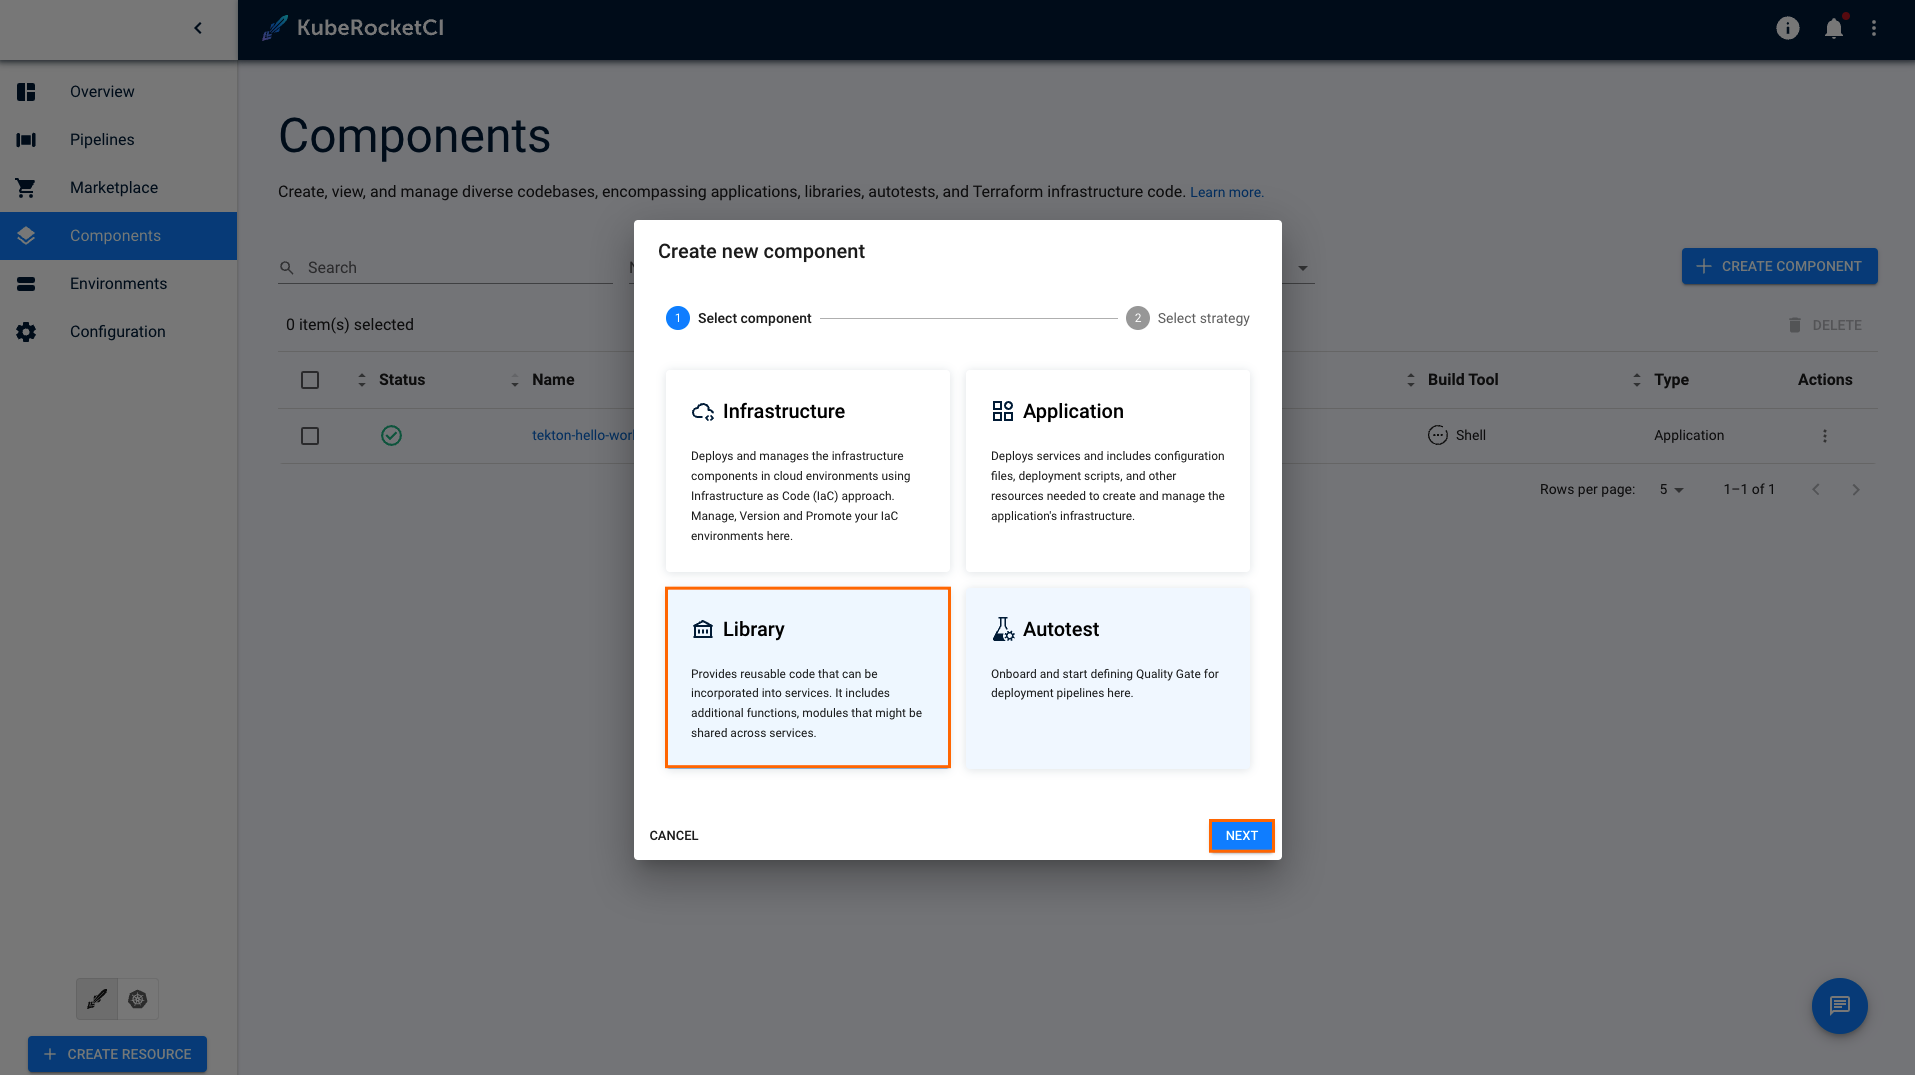 KubeRocketCI
Overview
Pipelines
Marketplace
Components
Environments
Configuration
CREATE RESOURCE
Components
Create, view, and manage diverse codebases, encompassing applications, libraries, autotests, and Terraform infrastructure code. Learn more.
Search
CREATE COMPONENT
0 item(s) selected
DELETE
Status
Name
Build Tool
Type
Actions
tekton-hello-worl
Shell
Application
Rows per page:
5
1–1 of 1
Create new component
1 Select component
2 Select strategy
Infrastructure
Deploys and manages the infrastructure
components in cloud environments using
Infrastructure as Code (IaC) approach.
Manage, Version and Promote your IaC
environments here.
Application
Deploys services and includes configuration
files, deployment scripts, and other
resources needed to create and manage the
application's infrastructure.
Library
Provides reusable code that can be
incorporated into services. It includes
additional functions, modules that might be
shared across services.
Autotest
Onboard and start defining Quality Gate for
deployment pipelines here.
CANCEL
NEXT